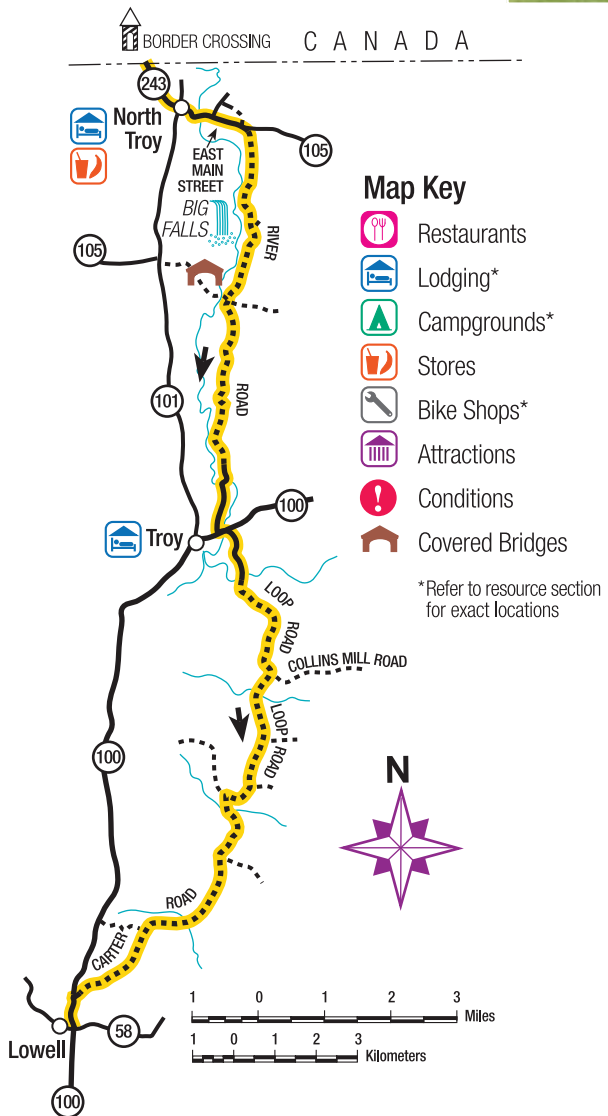 BORDER CROSSING
CANADA
243
North
Troy
105
EAST
MAIN
STREET
BIG
FALLS
RIVER
105
ROAD
101
100
Troy
LOOP
ROAD
COLLINS MILL ROAD
LOOP
ROAD
100
ROAD
CARTER
Lowell
58
100
Map Key
Restaurants
Lodging*
Campgrounds*
Stores
Bike Shops*
Attractions
Conditions
Covered Bridges
*Refer to resource section
for exact locations
N
1 0 1 2 3
Miles
1 0 1 2 3
Kilometers